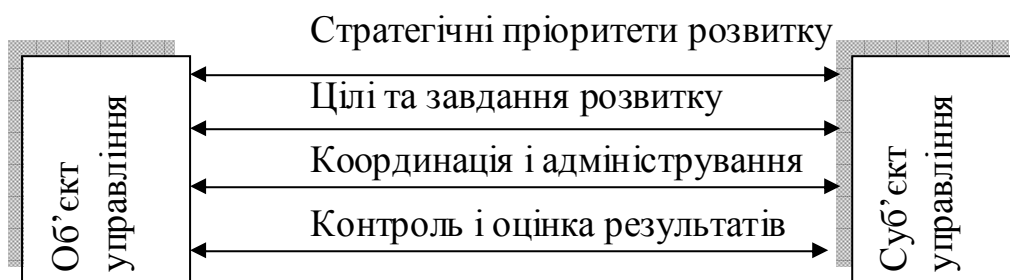 Стратегічні пріоритети розвитку
Цілі та завдання розвитку
Координація і адміністрування
Контроль і оцінка результатів
Об’єкт
управління
Суб’єкт
управління